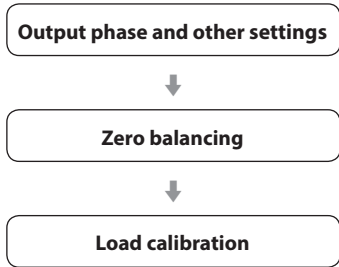 Output phase and other settings
Zero balancing
Load calibration